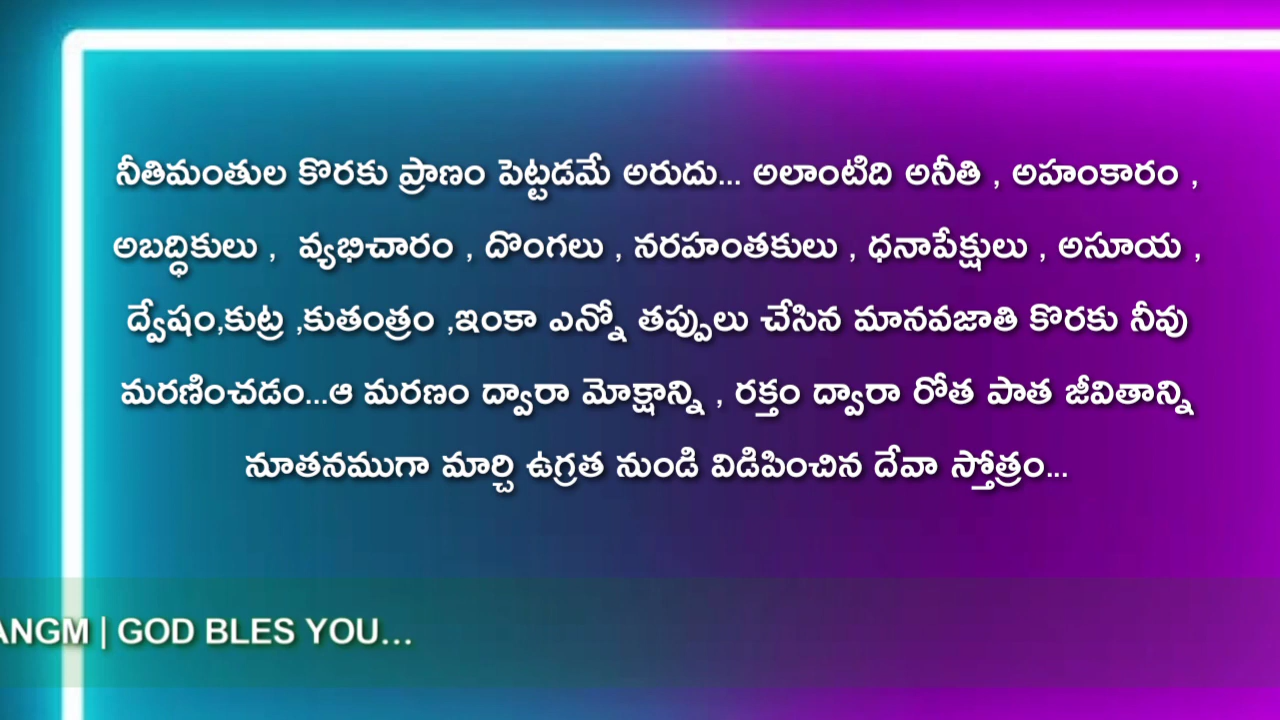 నీతిమంతుల కొరకు ప్రాణం పెట్టడమే అరుదు... అలాంటిది అనీతి , అహంకారం ,
అబద్ధికులు , వ్యభిచారం , దొంగలు , నరహంతకులు , ధనాపేక్షులు , అసూయ ,
ద్వేషం,కుట్ర ,కుతంత్రం ,ఇంకా ఎన్నో తప్పులు చేసిన మానవజాతి కొరకు నీవు
మరణించడం...ఆ మరణం ద్వారా మోక్షాన్ని , రక్తం ద్వారా రోత పాత జీవితాన్ని
నూతనముగా మార్చి ఉగ్రత నుండి విడిపించిన దేవా స్తోత్రం...
ANGM | GOD BLES YOU...